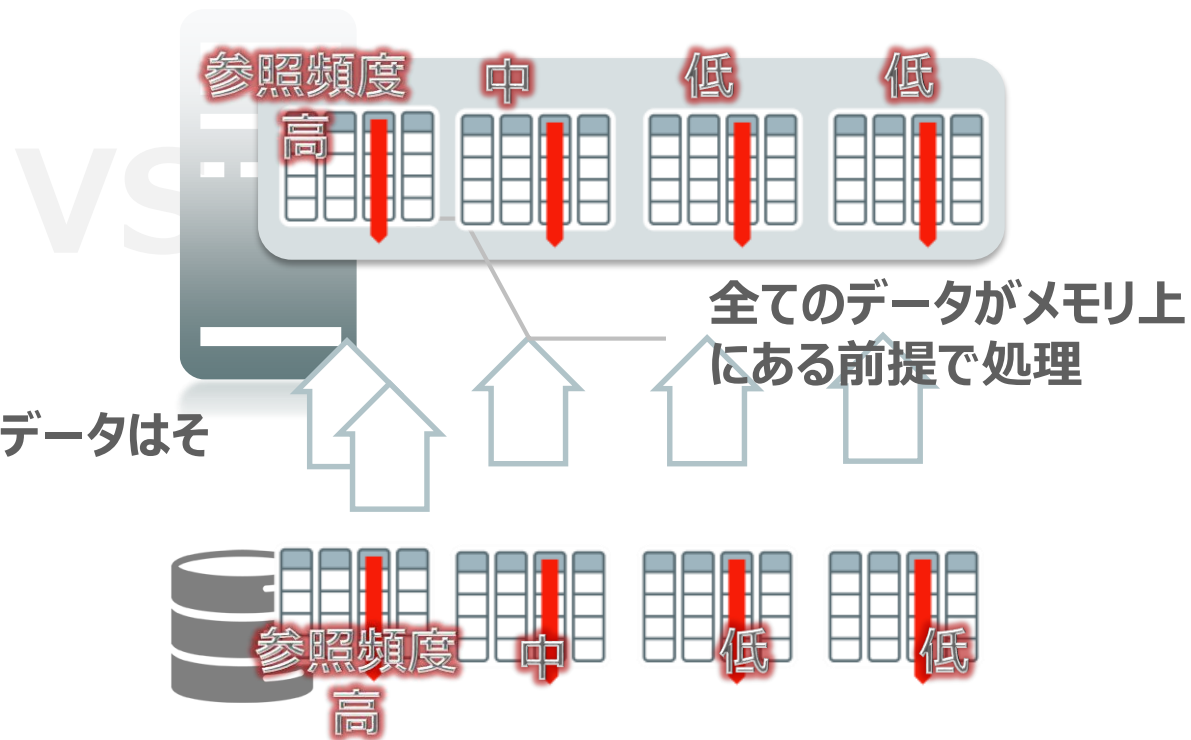 参照頻度
高
中
低
低
VS
全てのデータがメモリ上
にある前提で処理
データはそ
参照頻度
高
中
低
低